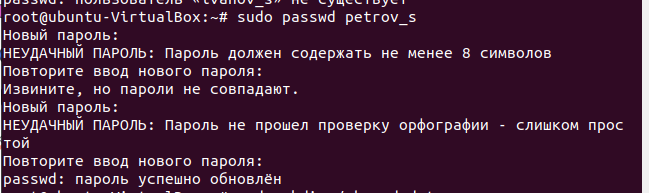 passwd: пользователь «ivanov_s» не существует
root@ubuntu-VirtualBox:~# sudo passwd petrov_s
Новый пароль:
НЕУДАЧНЫЙ ПАРОЛЬ: Пароль должен содержать не менее 8 символов
Повторите ввод нового пароля:
Извините, но пароли не совпадают.
Новый пароль:
НЕУДАЧНЫЙ ПАРОЛЬ: Пароль не прошел проверку орфографии - слишком прос
той
Повторите ввод нового пароля:
passwd: пароль успешно обновлён